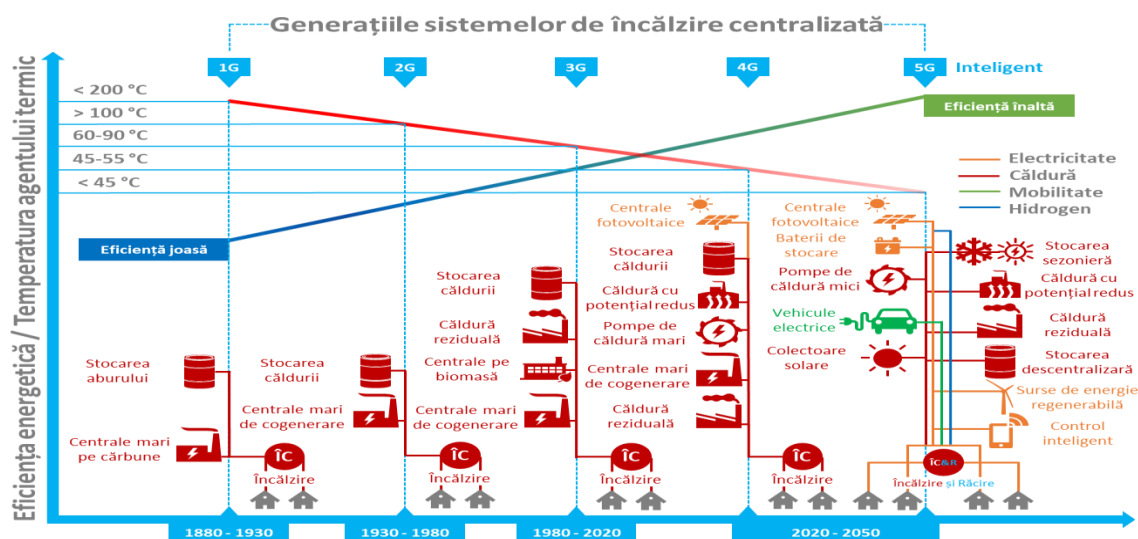 Generațiile sistemelor de încălzire centralizată
1G
2G
3G
4G
5G
Inteligent
Eficiența energetică / Temperatura agentului termic
< 200 °C
> 100 °C
60-90 °C
45-55 °C
< 45 °C
Eficiență joasă
Eficiență înaltă
Electricitate
Căldură
Mobilitate
Hidrogen
Stocarea
aburului
Centrale mari
pe cărbune
ÎC
Încălzire
Stocarea
căldurii
Centrale mari
de cogenerare
ÎC
Încălzire
Stocarea
căldurii
Căldură
reziduală
Centrale pe
biomasă
Centrale mari
de cogenerare
ÎC
Încălzire
Centrale
fotovoltaice
Stocarea
căldurii
Căldură cu
potențial redus
Pompe de
căldură mari
Centrale mari
de cogenerare
Căldură
reziduală
ÎC
Încălzire
Centrale
fotovoltaice
Baterii de
stocare
Pompe de
căldură mici
Vehicule
electrice
Colectoare
solare
Stocarea
sezonieră
Căldură cu
potențial redus
Căldură
reziduală
Stocarea
descentralizară
Surse de energie
regenerabilă
Control
inteligent
ÎC&R
Încălzire și Răcire
1880 - 1930
1930 - 1980
1980 - 2020
2020 - 2050